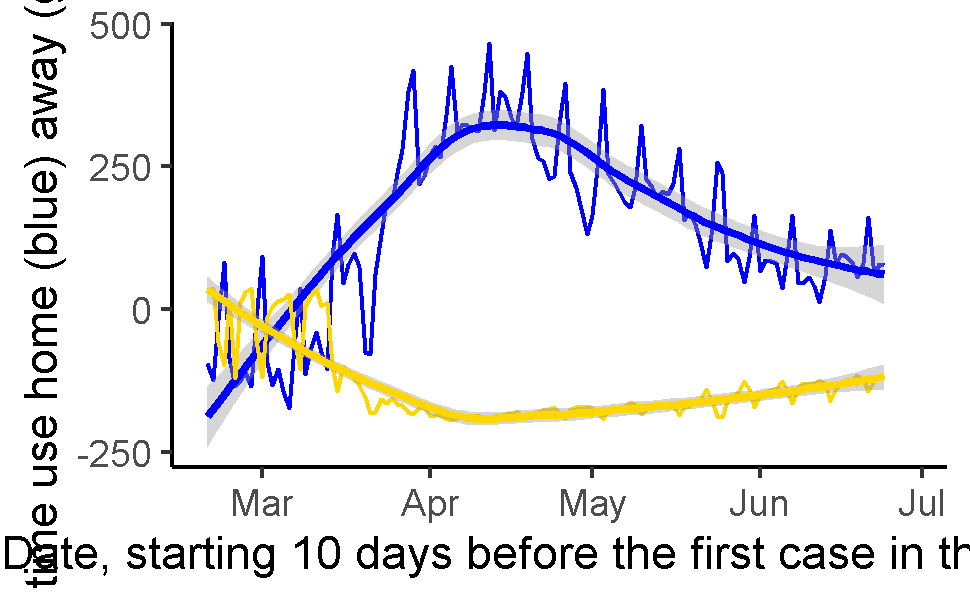 500
250
0
-250
time use home (blue) away (
Mar Apr May Jun Jul
Date, starting 10 days before the first case in th